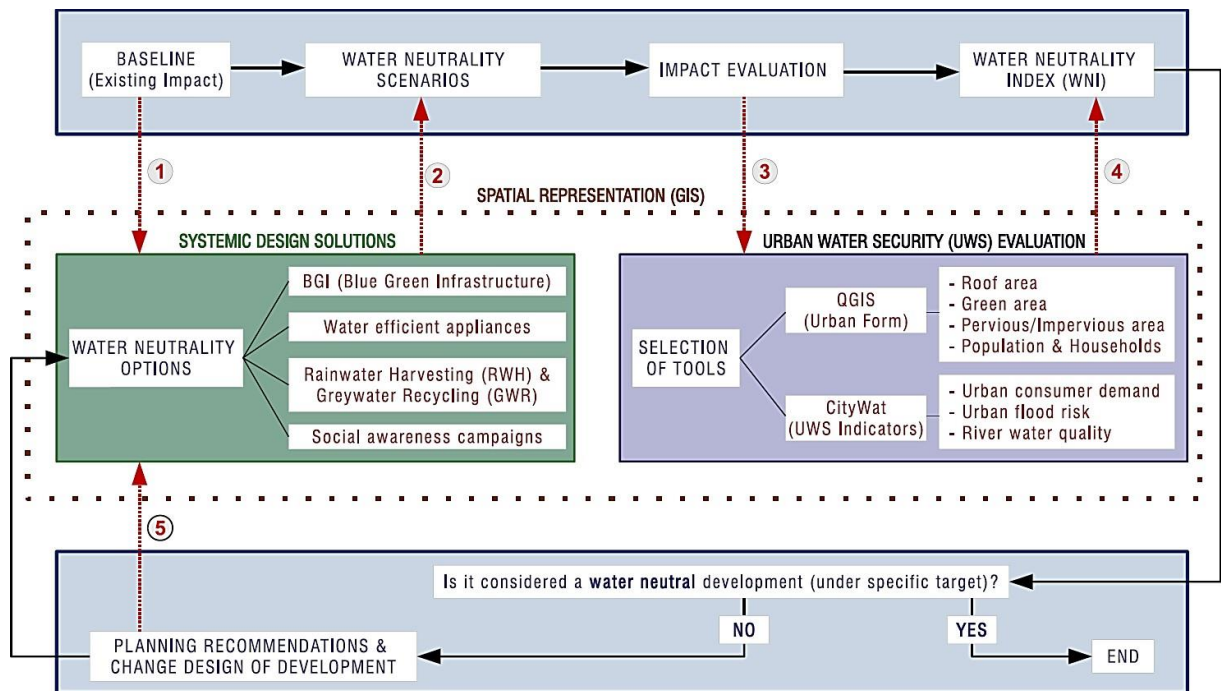 BASELINE
(Existing Impact)
WATER NEUTRALITY
SCENARIOS
IMPACT EVALUATION
WATER NEUTRALITY
INDEX (WNI)
1
2
3
4
SPATIAL REPRESENTATION (GIS)
SYSTEMIC DESIGN SOLUTIONS
WATER NEUTRALITY
OPTIONS
BGI (Blue Green Infrastructure)
Water efficient appliances
Rainwater Harvesting (RWH) &
Greywater Recycling (GWR)
Social awareness campaigns
URBAN WATER SECURITY (UWS) EVALUATION
SELECTION
OF TOOLS
QGIS
(Urban Form)
- Roof area
- Green area
- Pervious/Impervious area
- Population & Households
CityWat
(UWS Indicators)
- Urban consumer demand
- Urban flood risk
- River water quality
5
Is it considered a water neutral development (under specific target)?
NO
YES
PLANNING RECOMMENDATIONS &
CHANGE DESIGN OF DEVELOPMENT
END